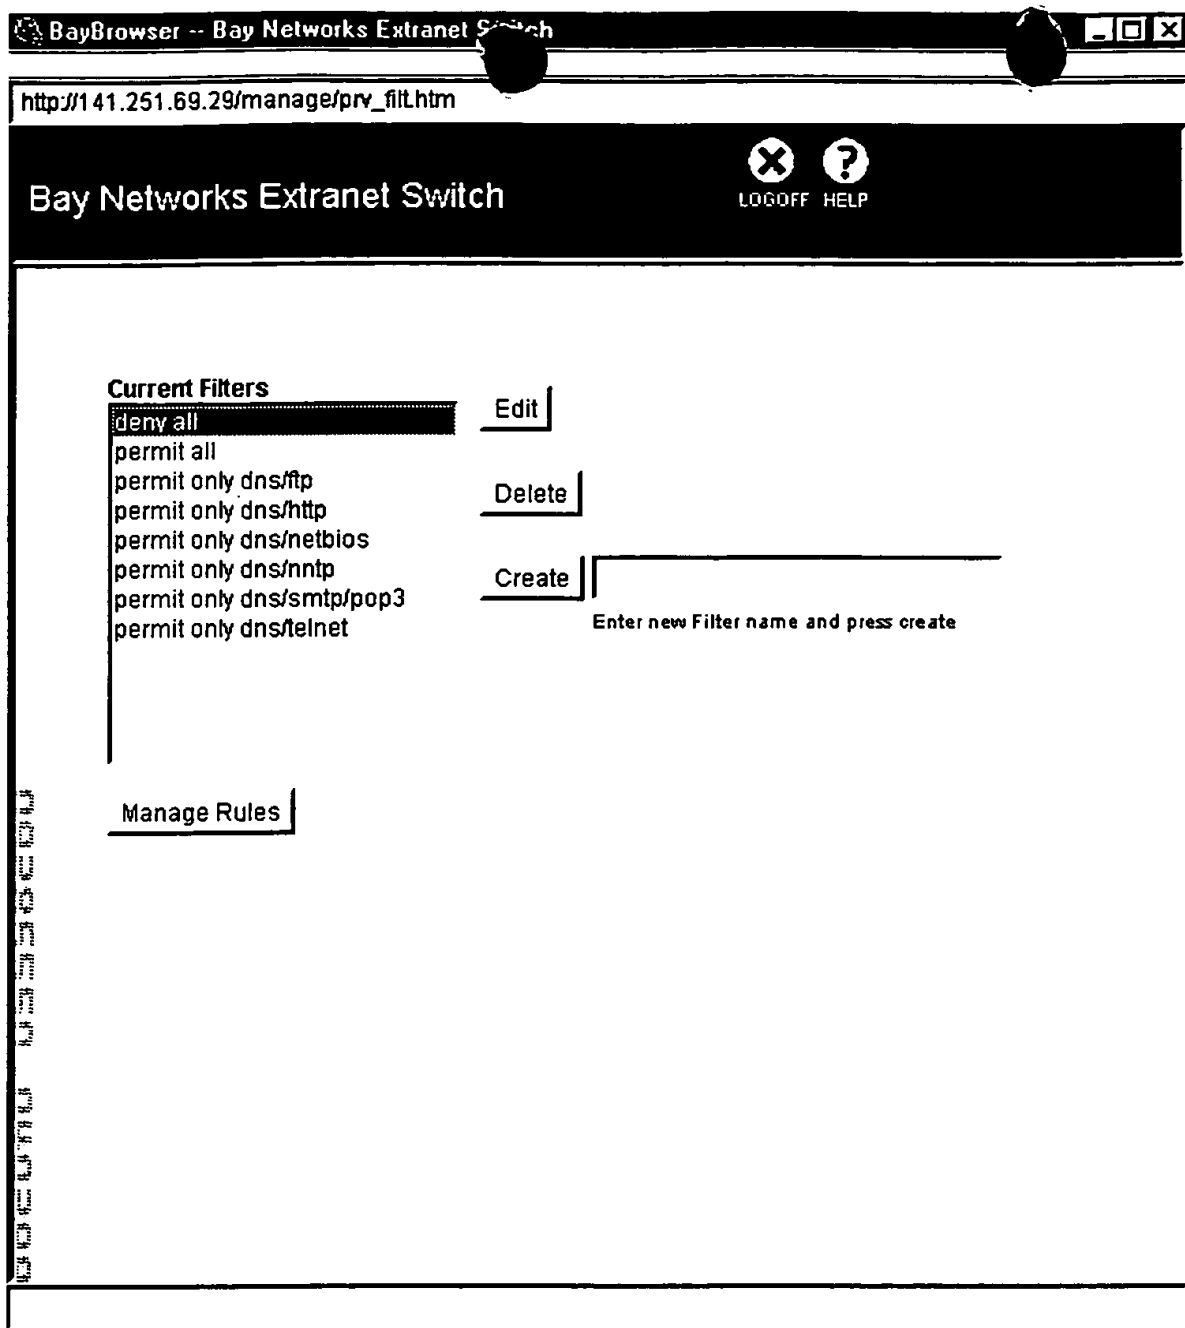 BayBrowser -- Bay Networks Extranet Switch
http://141.251.69.29/manage/prv_filt.htm
Bay Networks Extranet Switch
LOGOFF HELP
Current Filters
deny all
permit all
permit only dns/ftp
permit only dns/http
permit only dns/netbios
permit only dns/nntp
permit only dns/smtp/pop3
permit only dns/telnet
Edit
Delete
Create
Enter new Filter name and press create
Manage Rules